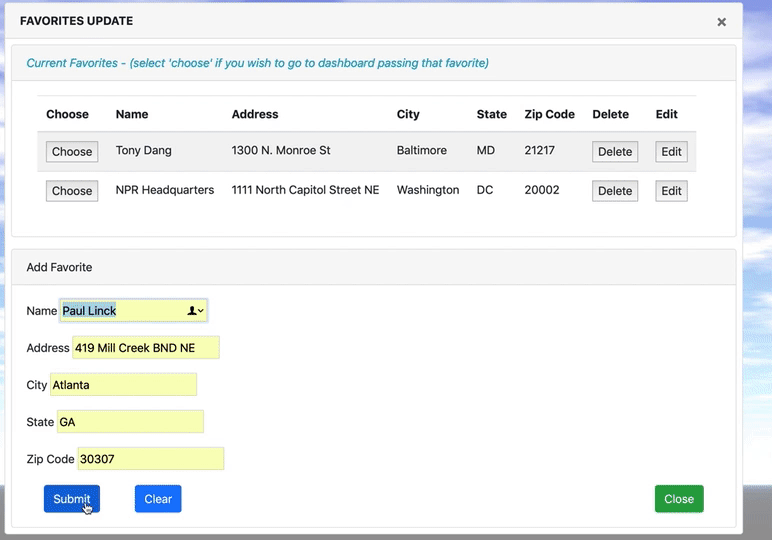 FAVORITES UPDATE ×
Current Favorites - (select 'choose' if you wish to go to dashboard passing that favorite)
Choose Name Address City State Zip Code Delete Edit
Choose Tony Dang 1300 N. Monroe St Baltimore MD 21217 Delete Edit
Choose NPR Headquarters 1111 North Capitol Street NE Washington DC 20002 Delete Edit
Add Favorite
Name Paul Linck
Address 419 Mill Creek BND NE
City Atlanta
State GA
Zip Code 30307
Submit Clear Close